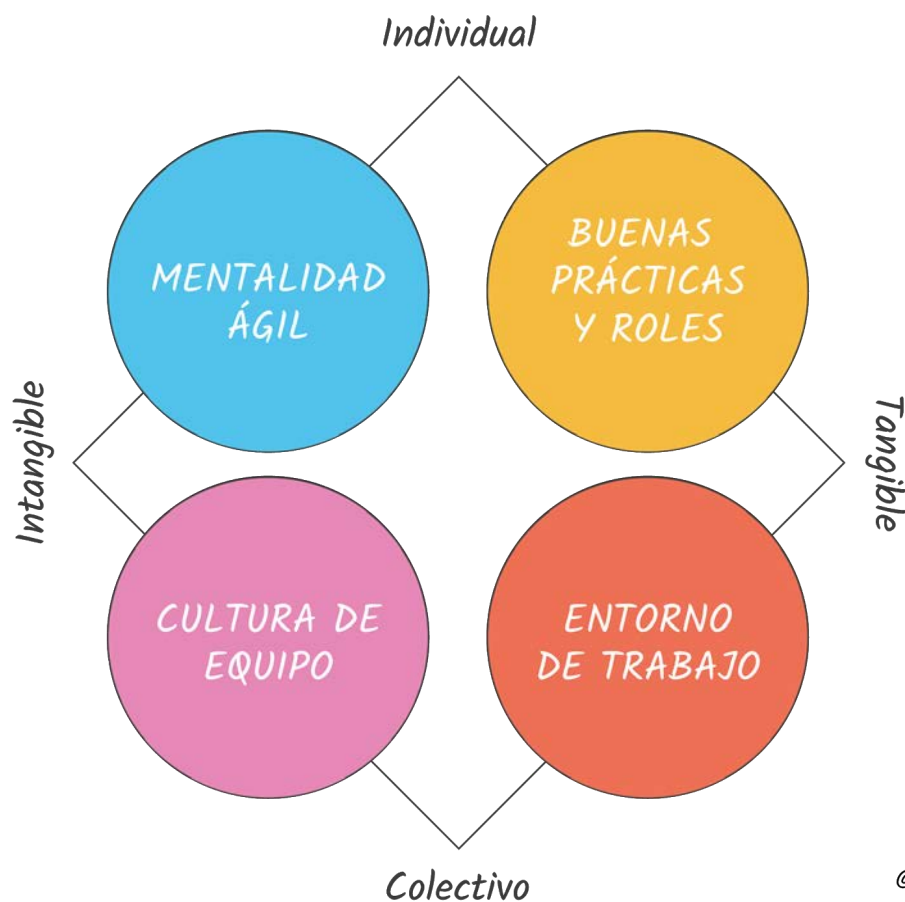 Individual
MENTALIDAD
ÁGIL
BUENAS
PRÁCTICAS
Y ROLES
Intangible
Tangible
CULTURA DE
EQUIPO
ENTORNO
DE TRABAJO
Colectivo
@